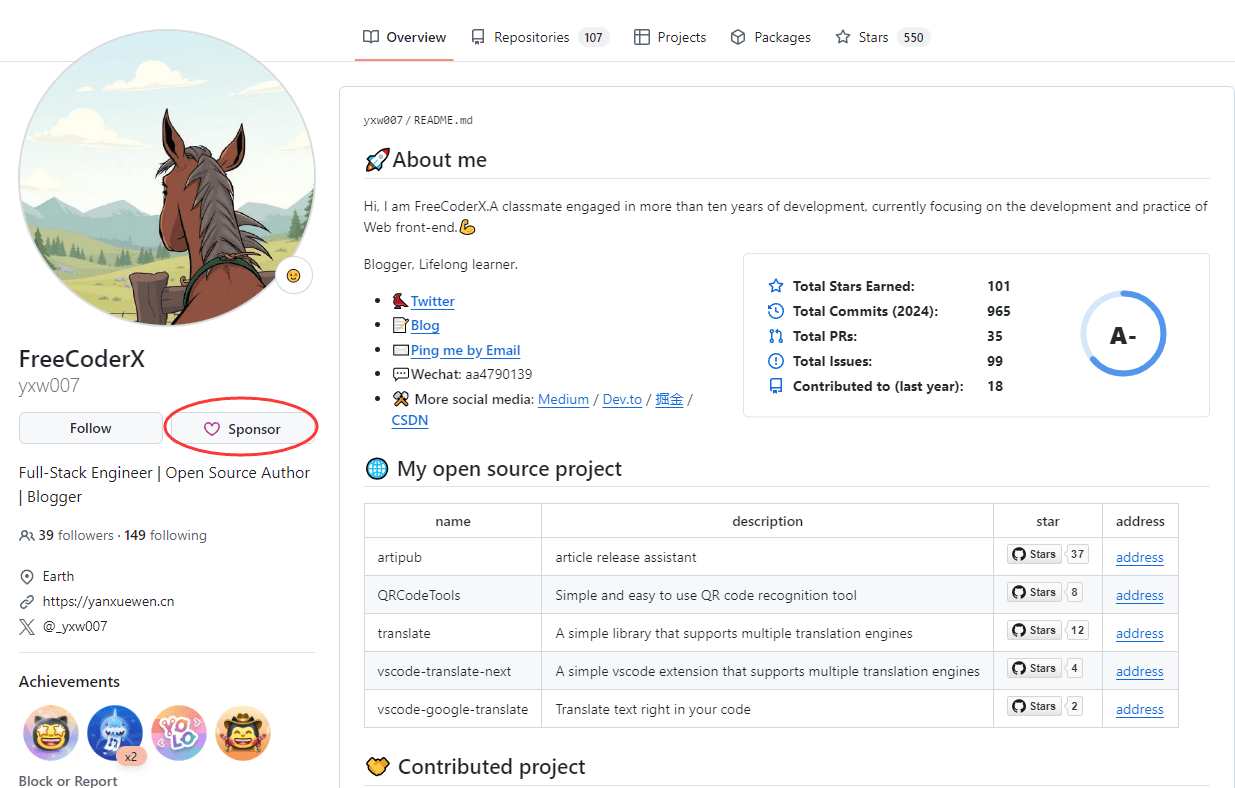 Overview Repositories 107 Projects Packages Stars 550
FreeCoderX
yxw007
Follow Sponsor
Full-Stack Engineer | Open Source Author
| Blogger
39 followers · 149 following
Earth
https://yanxuewen.cn
@_yxw007
Achievements
YOLO
x2
Block or Report
yxw007 / README.md
🚀About me
Hi, I am FreeCoderX.A classmate engaged in more than ten years of development, currently focusing on the development and practice of
Web front-end.💪
Blogger, Lifelong learner.
Twitter
Blog
Ping me by Email
Wechat: aa4790139
More social media: Medium / Dev.to / 掘金 /
CSDN
Total Stars Earned: 101
Total Commits (2024): 965
Total PRs: 35
Total Issues: 99
Contributed to (last year): 18
A-
My open source project
name description star address
artipub article release assistant Stars 37 address
QRCodeTools Simple and easy to use QR code recognition tool Stars 8 address
translate A simple library that supports multiple translation engines Stars 12 address
vscode-translate-next A simple vscode extension that supports multiple translation engines Stars 4 address
vscode-google-translate Translate text right in your code Stars 2 address
Contributed project